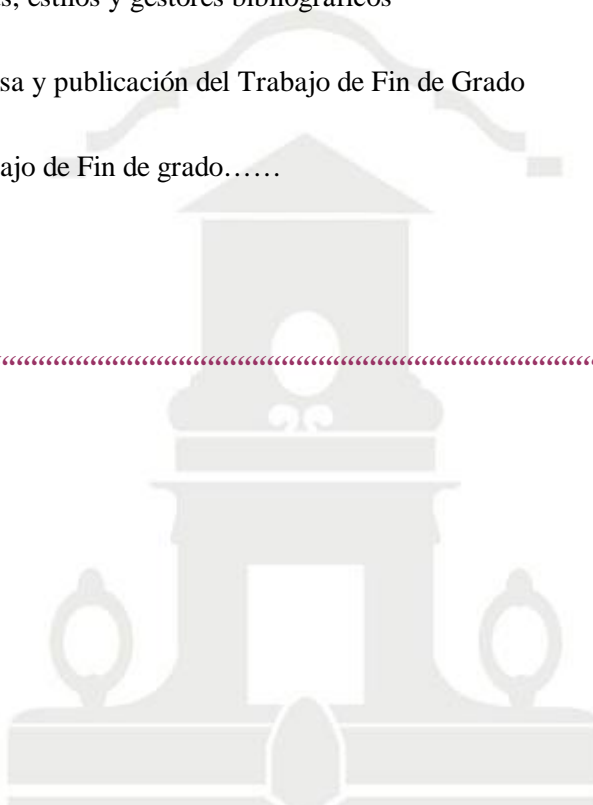 estilos y gestores bibliográficos
sa y publicación del Trabajo de Fin de Grado
ajo de Fin de grado……